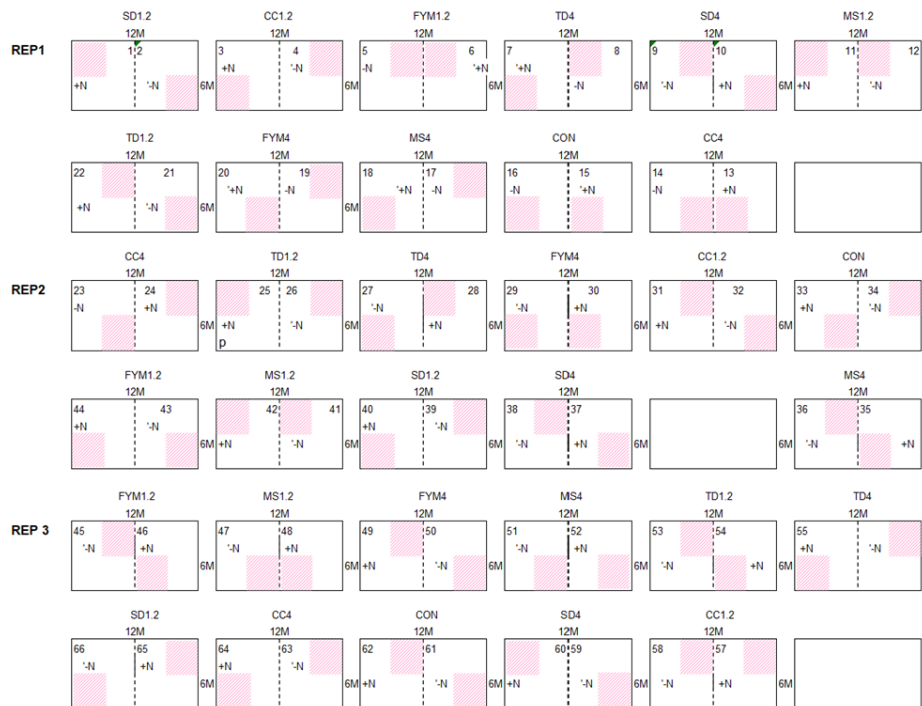 SD1.2 CC1.2 FYM1.2 TD4 SD4 MS1.2
12M 12M 12M 12M 12M 12M
REP1 1 2 3 4 5 6 7 8 9 10 11 12
+N '-N 6M +N '-N 6M -N '+N 6M '+N -N 6M '-N +N 6M +N '-N
TD1.2 FYM4 MS4 CON CC4
12M 12M 12M 12M 12M
22 21 20 19 18 17 16 15 14 13
+N '-N 6M '+N -N 6M '+N -N 6M -N '+N 6M -N +N
CC4 TD1.2 TD4 FYM4 CC1.2 CON
12M 12M 12M 12M 12M 12M
REP2 23 24 25 26 27 28 29 30 31 32 33 34
-N +N 6M +N '-N 6M '-N +N 6M '-N +N 6M +N '-N 6M +N '-N
p
FYM1.2 MS1.2 SD1.2 SD4 MS4
12M 12M 12M 12M 12M
44 43 42 41 40 39 38 37 36 35
+N '-N 6M +N '-N 6M +N '-N 6M '-N +N 6M 6M '-N +N
FYM1.2 MS1.2 FYM4 MS4 TD1.2 TD4
12M 12M 12M 12M 12M 12M
REP 3 45 46 47 48 49 50 51 52 53 54 55
'-N +N 6M '-N +N 6M +N '-N 6M '-N +N 6M '-N +N 6M +N '-N
SD1.2 CC4 CON SD4 CC1.2
12M 12M 12M 12M 12M
66 65 64 63 62 61 60 59 58 57
'-N +N 6M +N '-N 6M +N '-N 6M +N '-N 6M '-N +N 6M